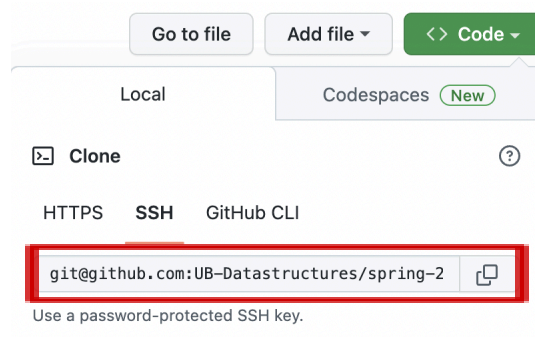 Go to file Add file <> Code
Local Codespaces New
Clone ?
HTTPS SSH GitHub CLI
git@github.com:UB-Datastructures/spring-2
Use a password-protected SSH key.